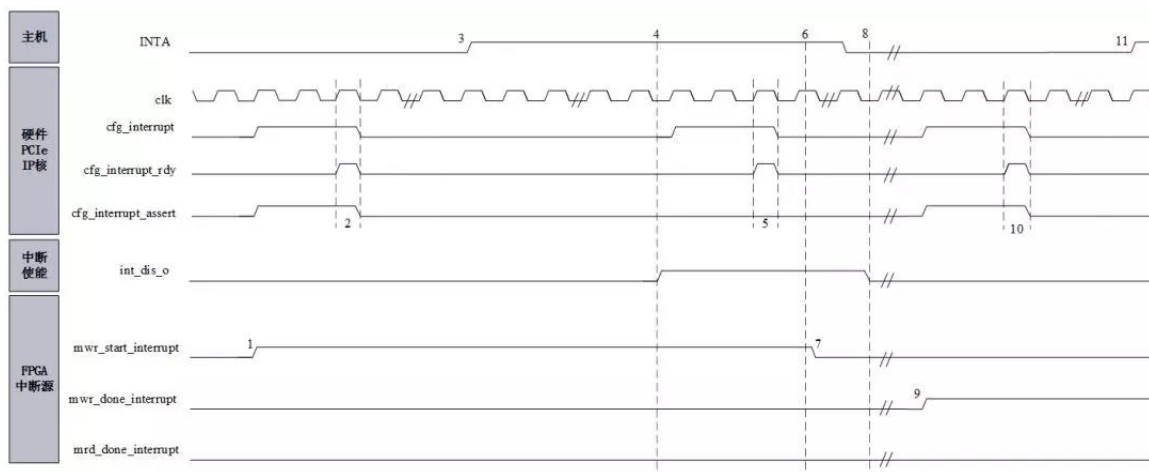 主机
INTA
3
4
6
8
11
硬件
PCIe
IP核
clk
cfg_interrupt
cfg_interrupt_rdy
cfg_interrupt_assert
2
5
10
中断
使能
int_dis_o
FPGA
中断源
mwr_start_interrupt
1
7
mwr_done_interrupt
9
mrd_done_interrupt